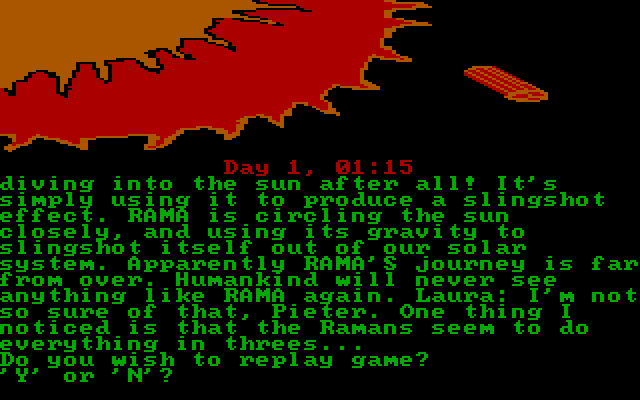 Day 1, 01:15
diving into the sun after all! It's
simply using it to produce a slingshot
effect. RAMA is circling the sun
closely, and using its gravity to
slingshot itself out of our solar
system. Apparently RAMA'S journey is far
from over. Humankind will never see
anything like RAMA again. Laura: I'm not
so sure of that, Pieter. One thing I
noticed is that the Ramans seem to do
everything in threes...
Do you wish to replay game?
'Y' or 'N'?